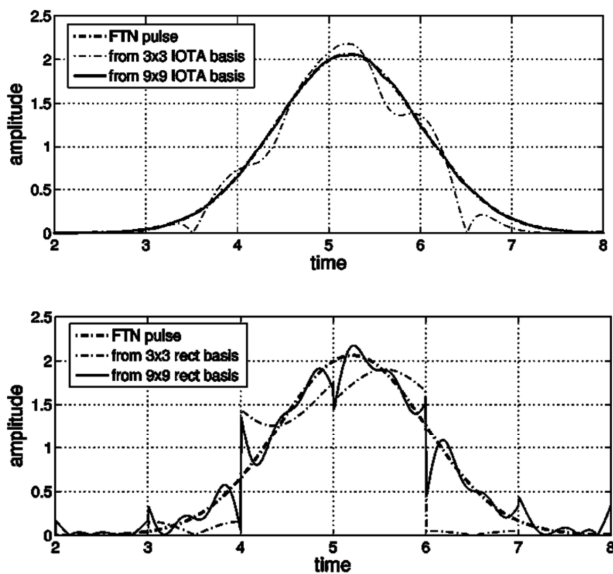 2.5
2
1.5
1
0.5
0
amplitude
FTN pulse
from 3x3 IOTA basis
from 9x9 IOTA basis
2 3 4 5 6 7 8
time
2.5
2
1.5
1
0.5
0
amplitude
FTN pulse
from 3x3 rect basis
from 9x9 rect basis
2 3 4 5 6 7 8
time